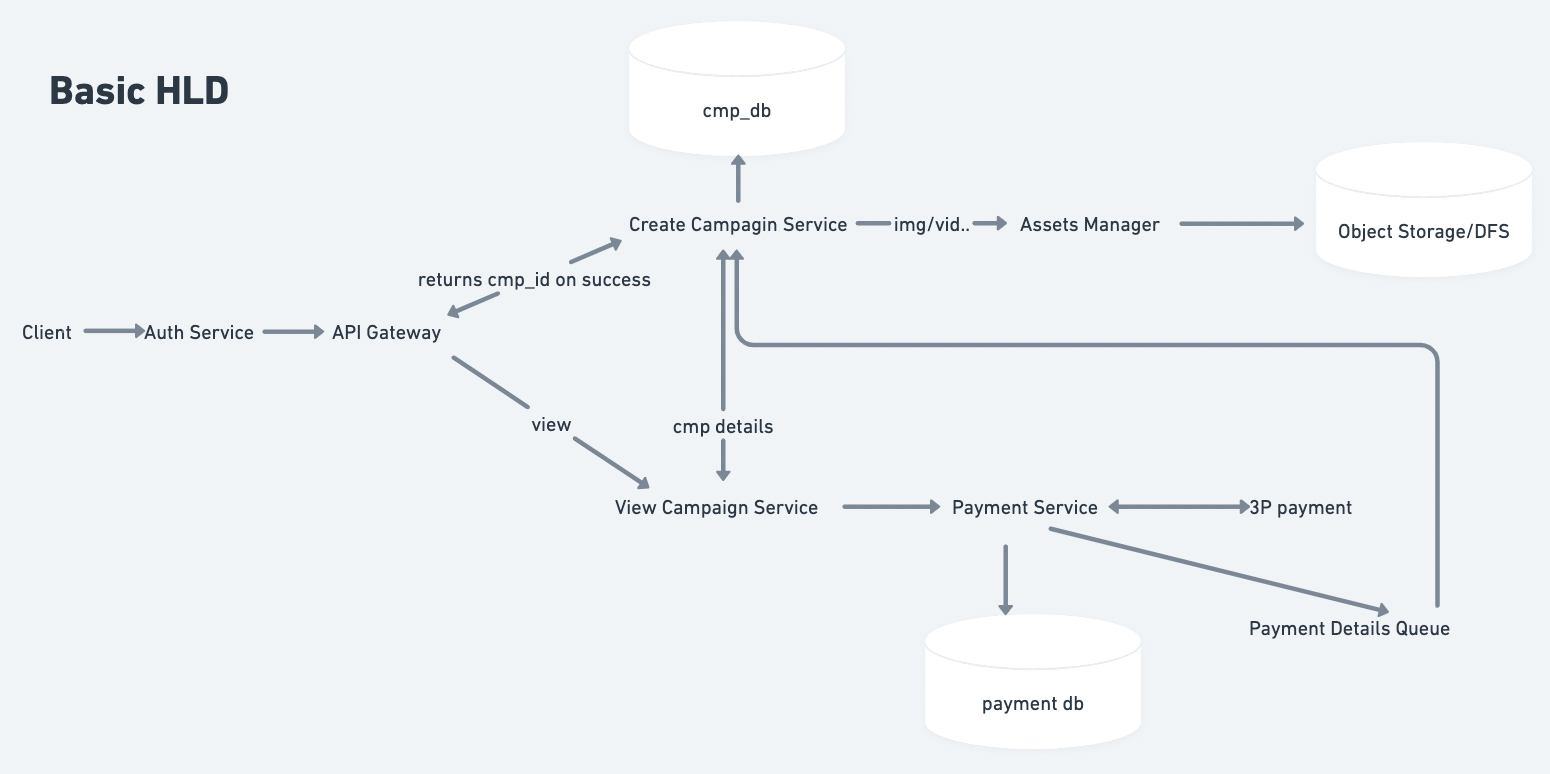 Basic HLD
cmp_db
Create Campagin Service
img/vid..
Assets Manager
Object Storage/DFS
returns cmp_id on success
Client
Auth Service
API Gateway
view
cmp details
View Campaign Service
Payment Service
3P payment
Payment Details Queue
payment db